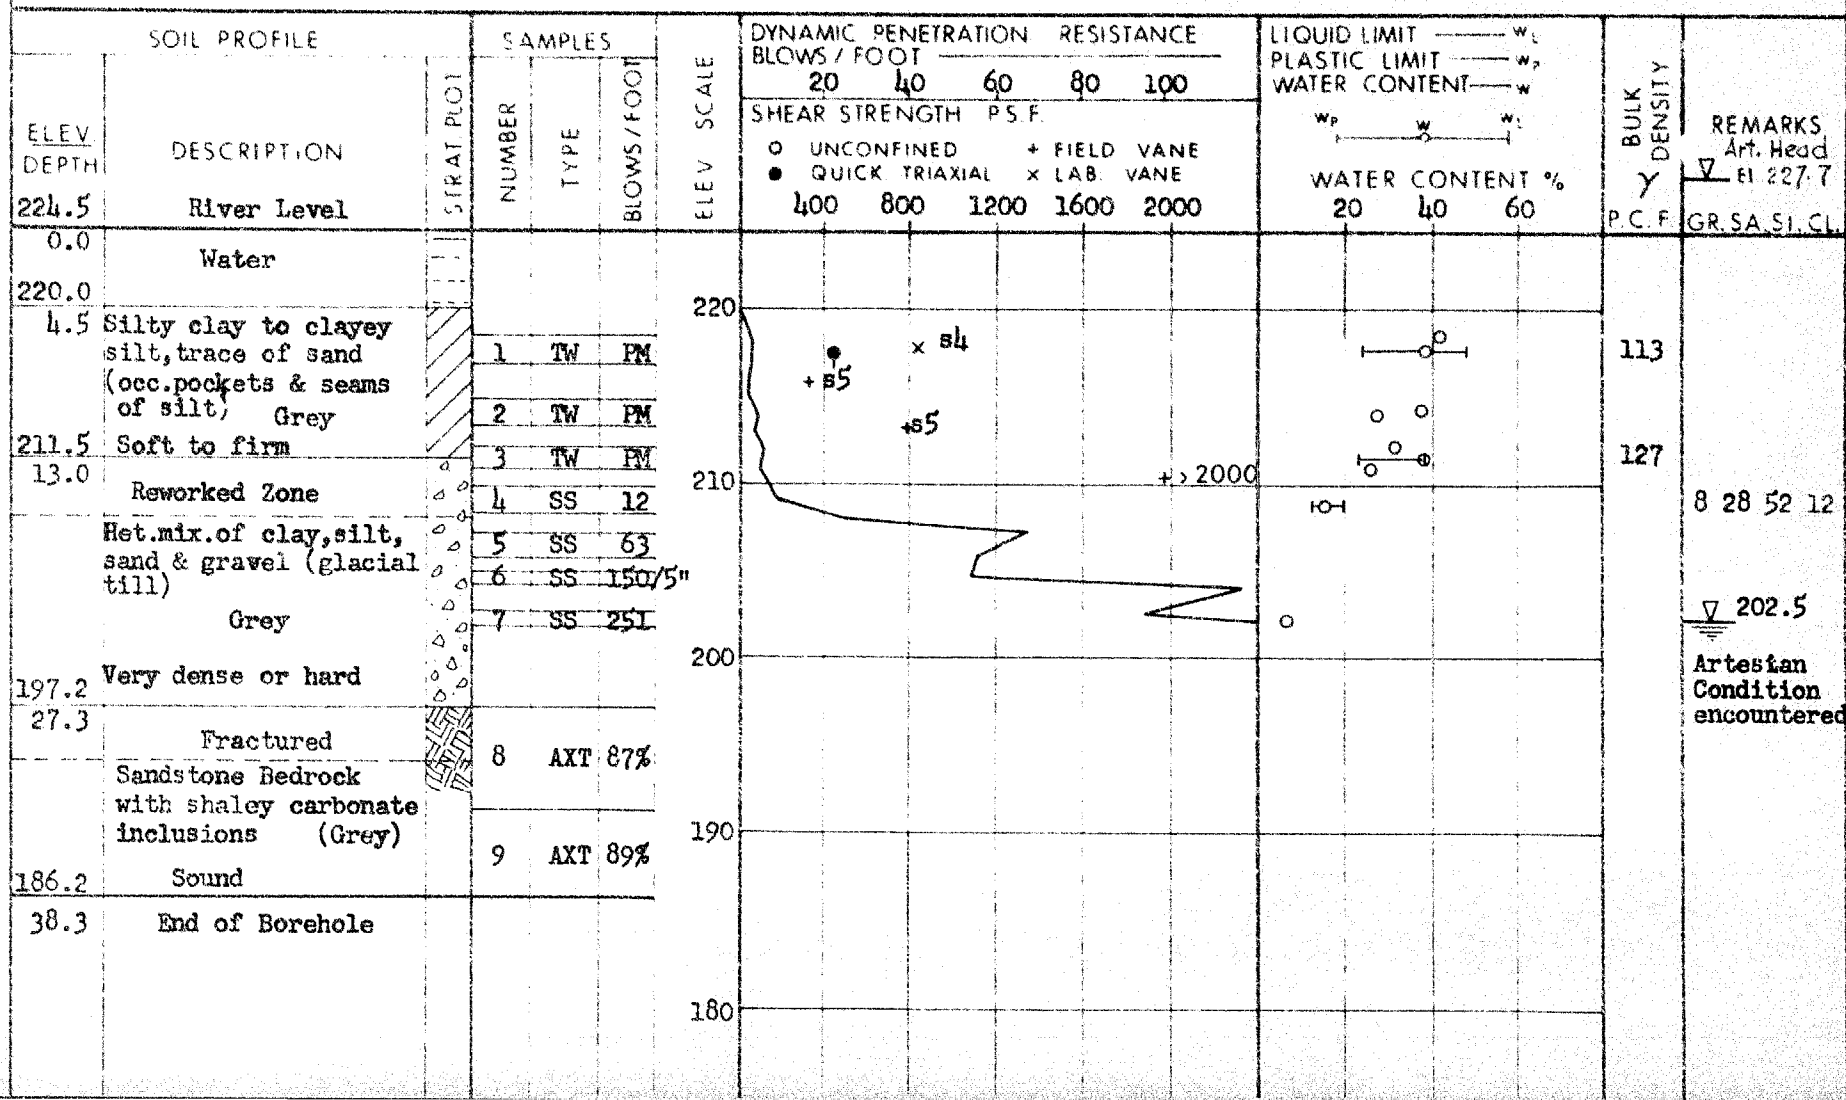 SOIL PROFILE
SAMPLES
ELEV SCALE
DYNAMIC PENETRATION RESISTANCE
BLOWS / FOOT
20 40 60 80 100
SHEAR STRENGTH P.S.F.
o UNCONFINED + FIELD VANE
● QUICK TRIAXIAL × LAB. VANE
400 800 1200 1600 2000
LIQUID LIMIT WL
PLASTIC LIMIT WP
WATER CONTENT W
WP W WL
WATER CONTENT %
20 40 60
BULK DENSITY
γ
P.C.F.
REMARKS
Art. Head
El 227.7
GR. SA. SI. CL.
ELEV.
DEPTH
DESCRIPTION
STRAT PLOT
NUMBER
TYPE
BLOWS / FOOT
224.5 River Level
0.0
Water
220.0
4.5 Silty clay to clayey
silt, trace of sand
(occ.pockets & seams
of silt) Grey
211.5 Soft to firm
13.0
Reworked Zone
Het.mix.of clay,silt,
sand & gravel (glacial
till)
Grey
Very dense or hard
197.2
27.3
Fractured
Sandstone Bedrock
with shaley carbonate
inclusions (Grey)
Sound
186.2
38.3 End of Borehole
1 TW PM
2 TW PM
3 TW PM
4 SS 12
5 SS 63
6 SS 150/5"
7 SS 251
8 AXT 87%
9 AXT 89%
220
210
200
190
180
× s4
+ s5
+s5
+ > 2000
113
127
8 28 52 12
202.5
Artesian
Condition
encountered